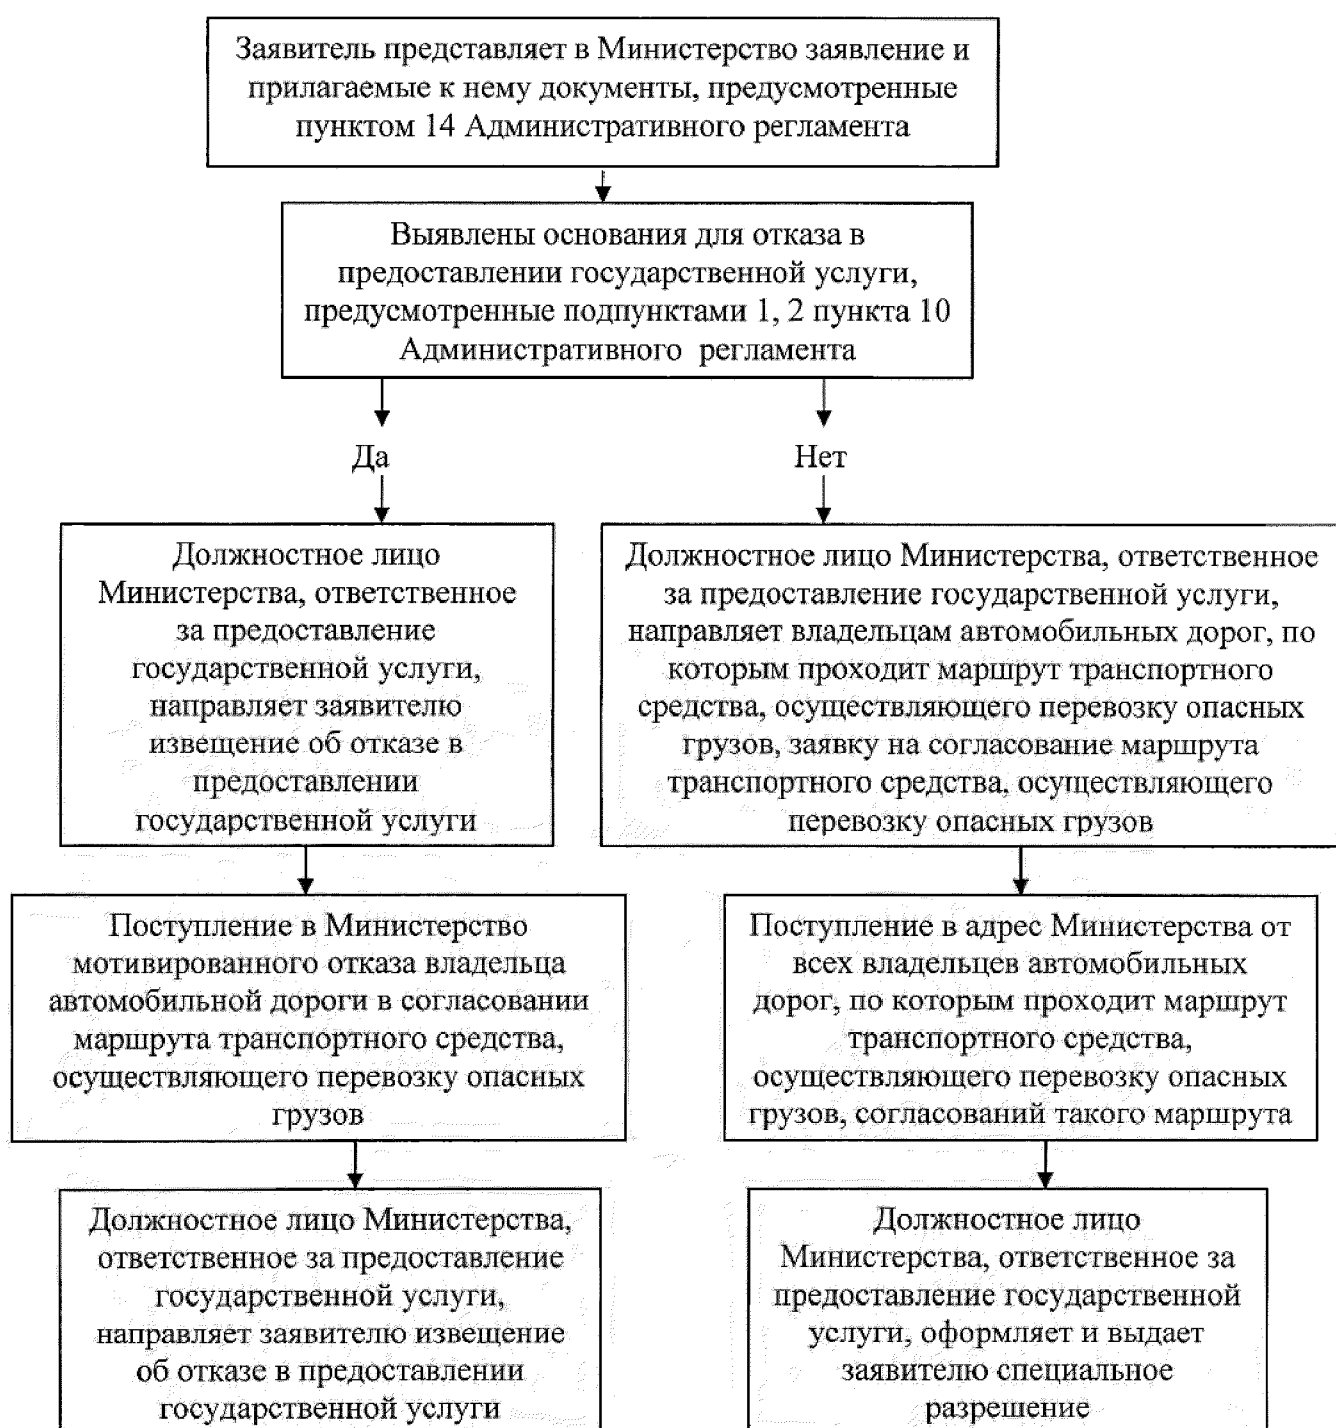 Заявитель представляет в Министерство заявление и
прилагаемые к нему документы, предусмотренные
пунктом 14 Административного регламента
Выявлены основания для отказа в
предоставлении государственной услуги,
предусмотренные подпунктами 1, 2 пункта 10
Административного регламента
Да
Нет
Должностное лицо
Министерства, ответственное
за предоставление
государственной услуги,
направляет заявителю
извещение об отказе в
предоставлении
государственной услуги
Должностное лицо Министерства, ответственное
за предоставление государственной услуги,
направляет владельцам автомобильных дорог, по
которым проходит маршрут транспортного
средства, осуществляющего перевозку опасных
грузов, заявку на согласование маршрута
транспортного средства, осуществляющего
перевозку опасных грузов
Поступление в Министерство
мотивированного отказа владельца
автомобильной дороги в согласовании
маршрута транспортного средства,
осуществляющего перевозку опасных
грузов
Поступление в адрес Министерства от
всех владельцев автомобильных
дорог, по которым проходит маршрут
транспортного средства,
осуществляющего перевозку опасных
грузов, согласований такого маршрута
Должностное лицо Министерства,
ответственное за предоставление
государственной услуги,
направляет заявителю извещение
об отказе в предоставлении
государственной услуги
Должностное лицо
Министерства, ответственное за
предоставление государственной
услуги, оформляет и выдает
заявителю специальное
разрешение